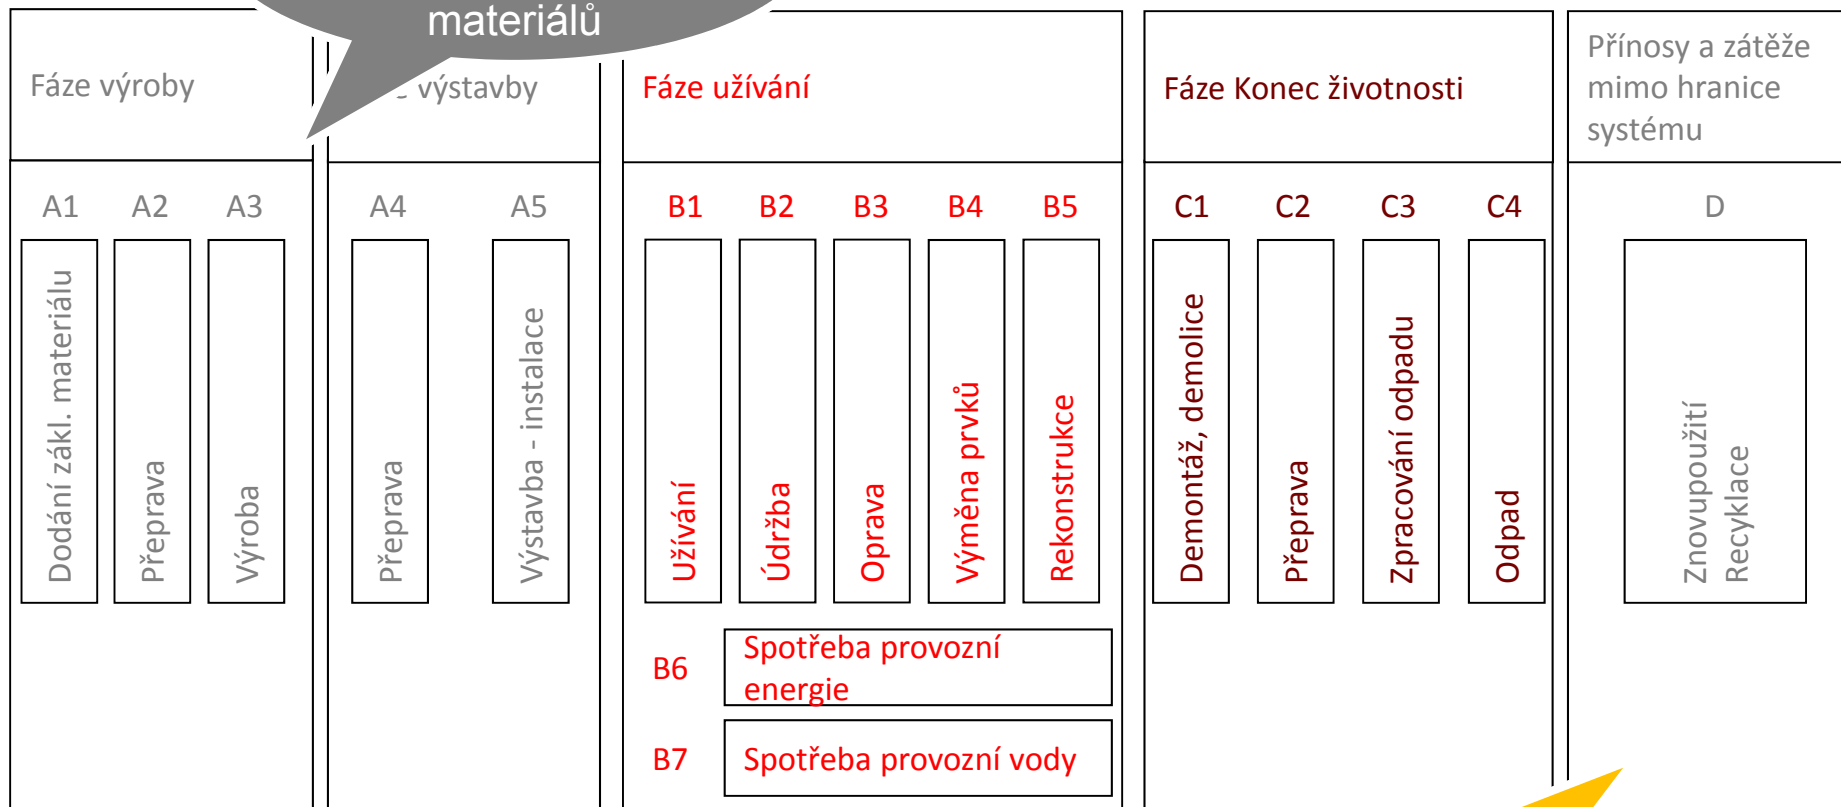 materiálů
Fáze výroby
výstavby
Fáze užívání
Fáze Konec životnosti
Přínosy a zátěže
mimo hranice
systému
A1
A2
A3
A4
A5
B1
B2
B3
B4
B5
C1
C2
C3
C4
D
Dodání zákl. materiálu
Přeprava
Výroba
Přeprava
Výstavba - instalace
Užívání
Údržba
Oprava
Výměna prvků
Rekonstrukce
Demontáž, demolice
Přeprava
Zpracování odpadu
Odpad
Znovupoužití
Recyklace
B6
Spotřeba provozní
energie
B7
Spotřeba provozní vody